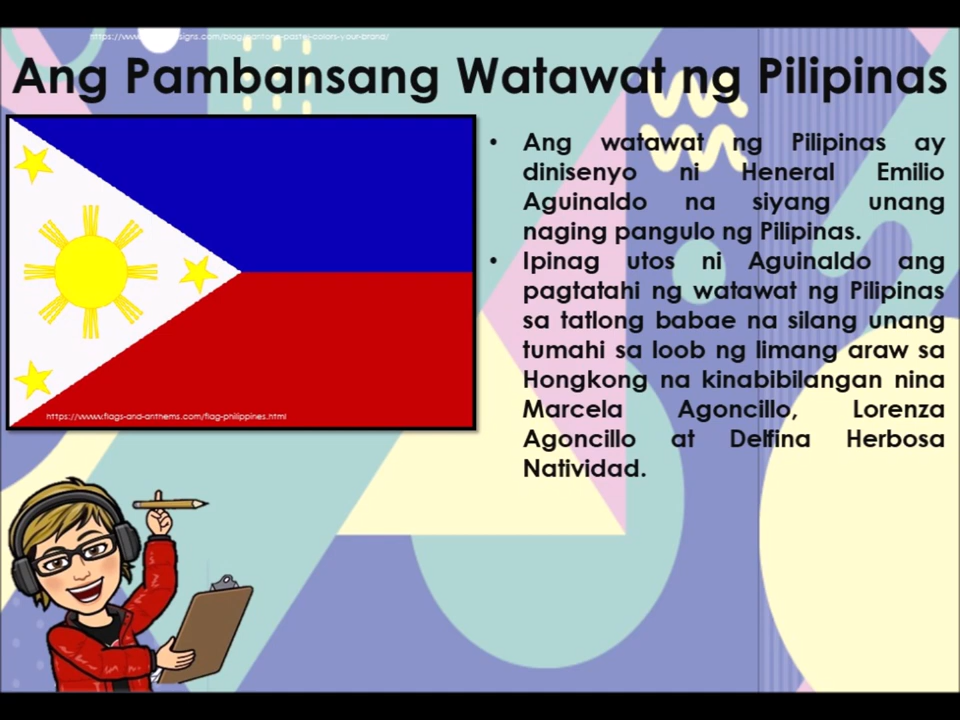 Ang Pambansang Watawat ng Pilipinas
• Ang watawat ng Pilipinas ay
dinisenyo ni Heneral Emilio
Aguinaldo na siyang unang
naging pangulo ng Pilipinas.
• Ipinag utos ni Aguinaldo ang
pagtatahi ng watawat ng Pilipinas
sa tatlong babae na silang unang
tumahi sa loob ng limang araw sa
Hongkong na kinabibilangan nina
Marcela Agoncillo, Lorenza
Agoncillo at Delfina Herbosa
Natividad.
https://www.flags-and-anthems.com/flag-philippines.html